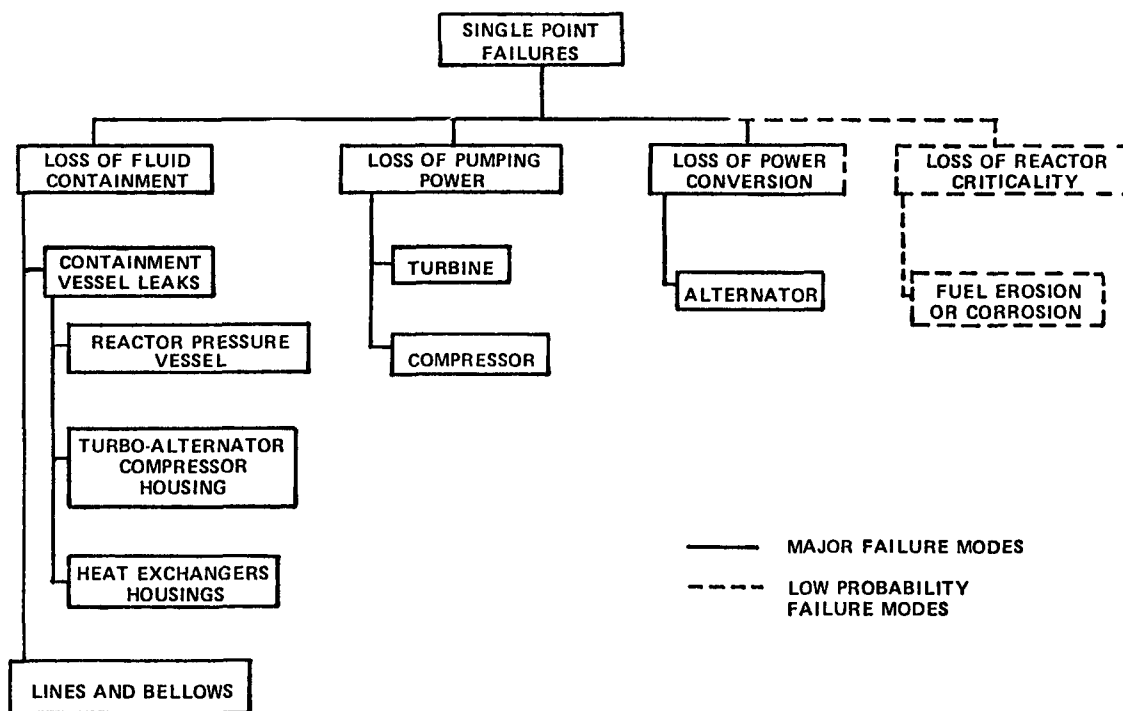 SINGLE POINT
FAILURES
LOSS OF FLUID
CONTAINMENT
LOSS OF PUMPING
POWER
LOSS OF POWER
CONVERSION
LOSS OF REACTOR
CRITICALITY
CONTAINMENT
VESSEL LEAKS
TURBINE
ALTERNATOR
FUEL EROSION
OR CORROSION
REACTOR PRESSURE
VESSEL
COMPRESSOR
TURBO-ALTERNATOR
COMPRESSOR
HOUSING
HEAT EXCHANGERS
HOUSINGS
LINES AND BELLOWS
MAJOR FAILURE MODES
LOW PROBABILITY
FAILURE MODES